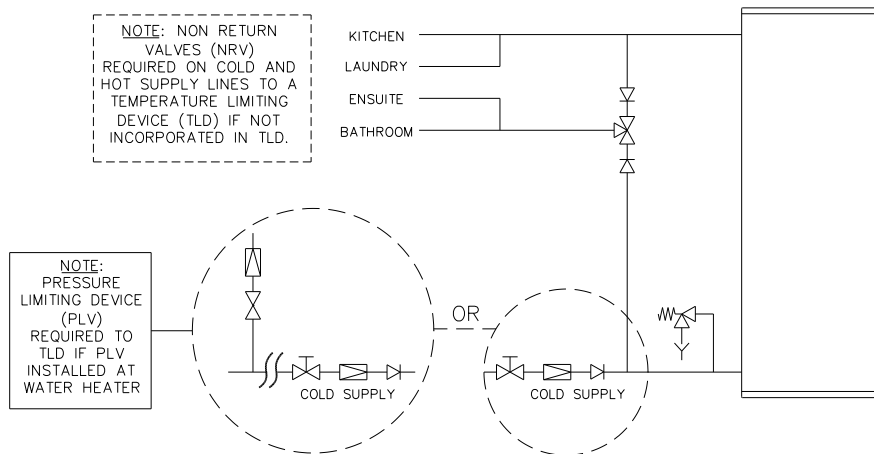 NOTE: NON RETURN
VALVES (NRV)
REQUIRED ON COLD AND
HOT SUPPLY LINES TO A
TEMPERATURE LIMITING
DEVICE (TLD) IF NOT
INCORPORATED IN TLD.
KITCHEN
LAUNDRY
ENSUITE
BATHROOM
NOTE:
PRESSURE
LIMITING DEVICE
(PLV)
REQUIRED TO
TLD IF PLV
INSTALLED AT
WATER HEATER
OR
COLD SUPPLY
COLD SUPPLY